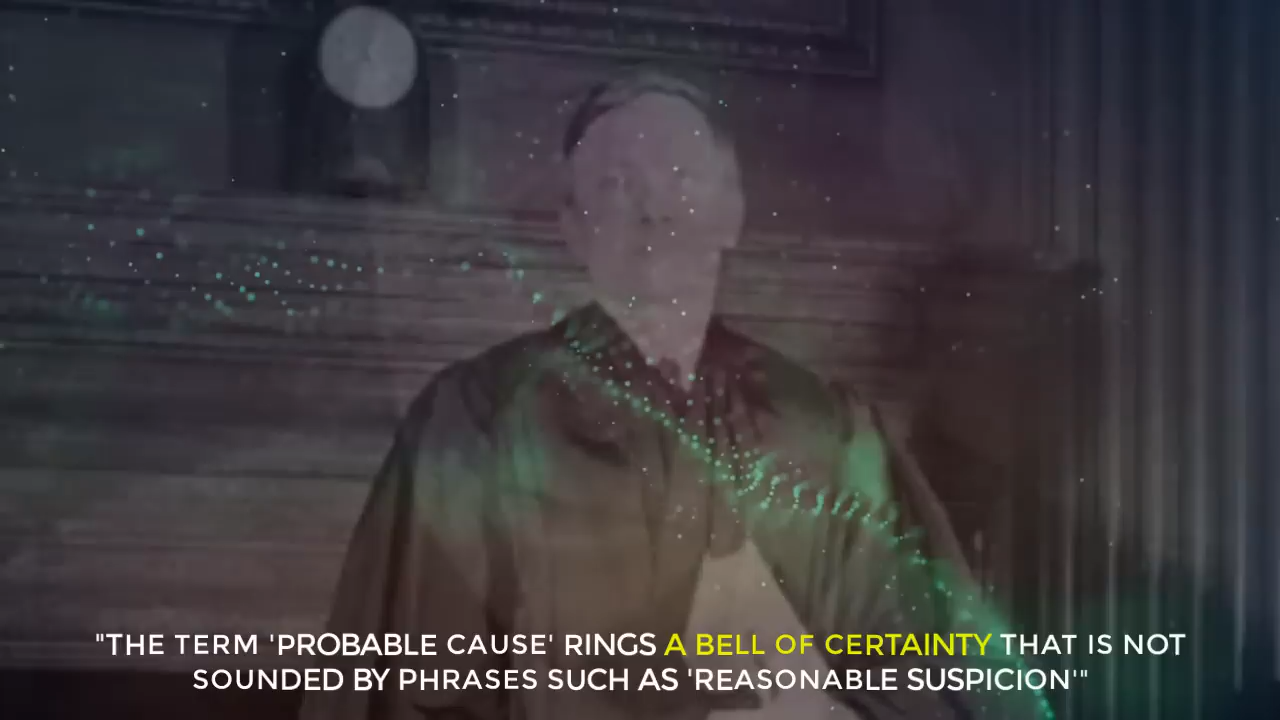 "THE TERM 'PROBABLE CAUSE' RINGS A BELL OF CERTAINTY THAT IS NOT
SOUNDED BY PHRASES SUCH AS 'REASONABLE SUSPICION'"